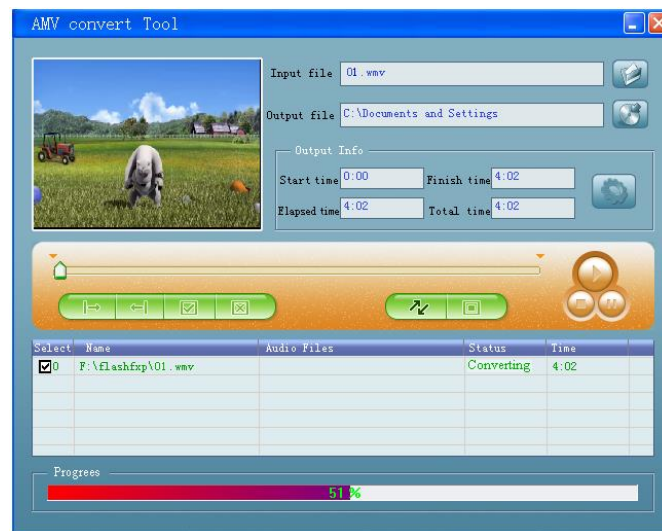 AMV convert Tool
Input file 01.wmv
Output file C:\Documents and Settings
Output Info
Start time 0:00 Finish time 4:02
Elapsed time 4:02 Total time 4:02
Select Name Audio Files Status Time
0 F:\flashfxp\01.wmv Converting 4:02
Progrees
51 %